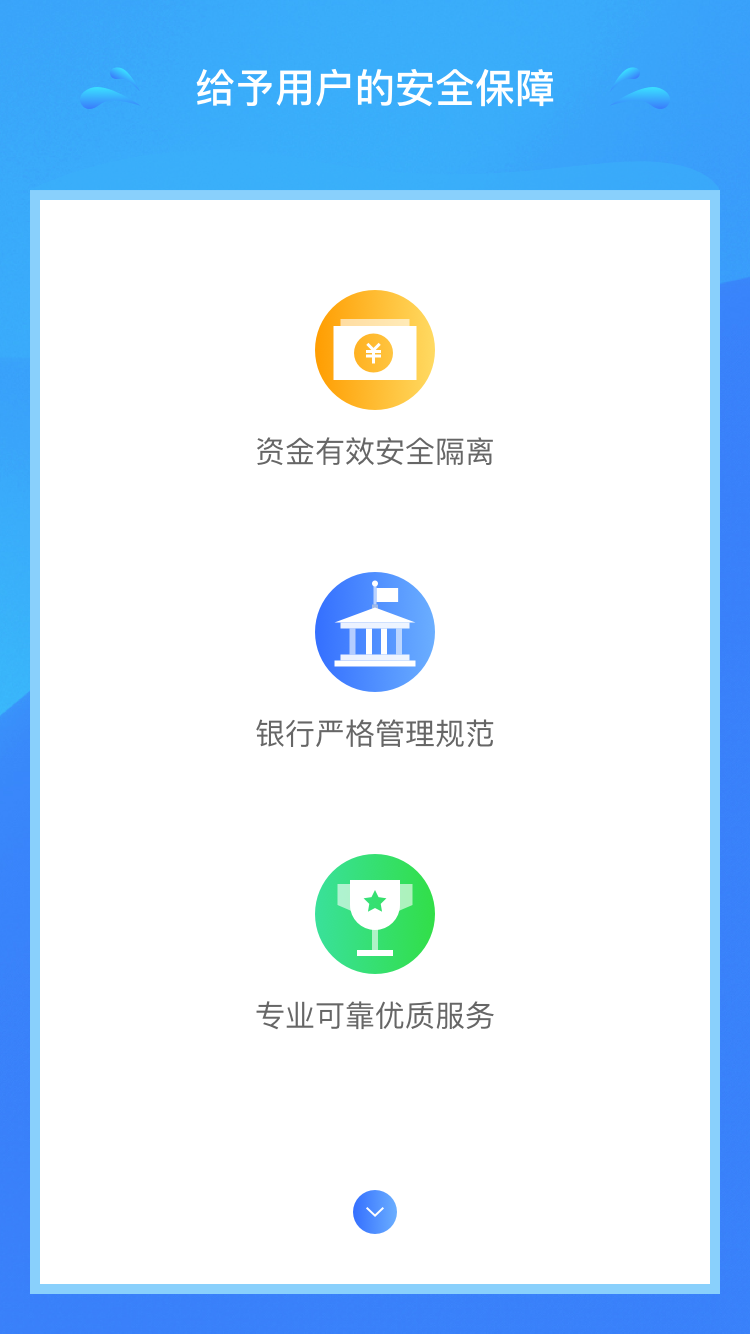 给予用户的安全保障
¥
资金有效安全隔离
银行严格管理规范
专业可靠优质服务